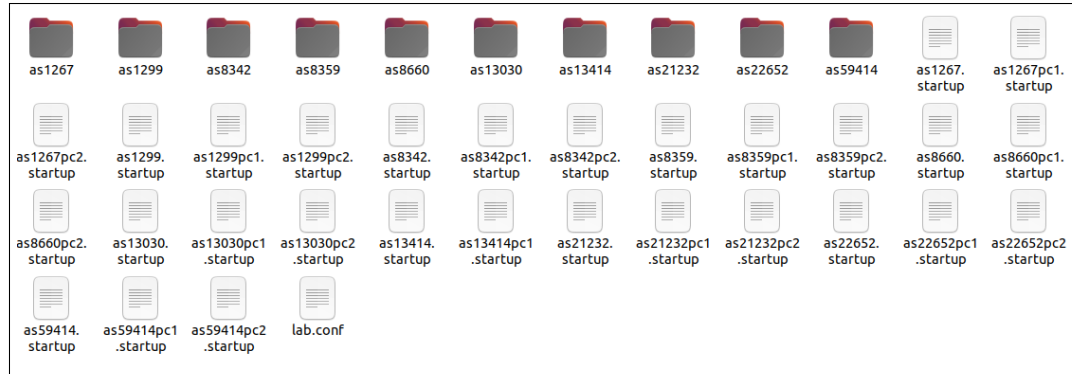 as1267 as1299 as8342 as8359 as8660 as13030 as13414 as21232 as22652 as59414 as1267. as1267pc1.
startup startup
as1267pc2. as1299. as1299pc1. as1299pc2. as8342. as8342pc1. as8342pc2. as8359. as8359pc1. as8359pc2. as8660. as8660pc1.
startup startup startup startup startup startup startup startup startup startup startup startup
as8660pc2. as13030. as13030pc1 as13030pc2 as13414. as13414pc1 as21232. as21232pc1 as21232pc2 as22652. as22652pc1 as22652pc2
startup startup .startup .startup startup .startup startup .startup .startup startup .startup .startup
as59414. as59414pc1 as59414pc2 lab.conf
startup .startup .startup